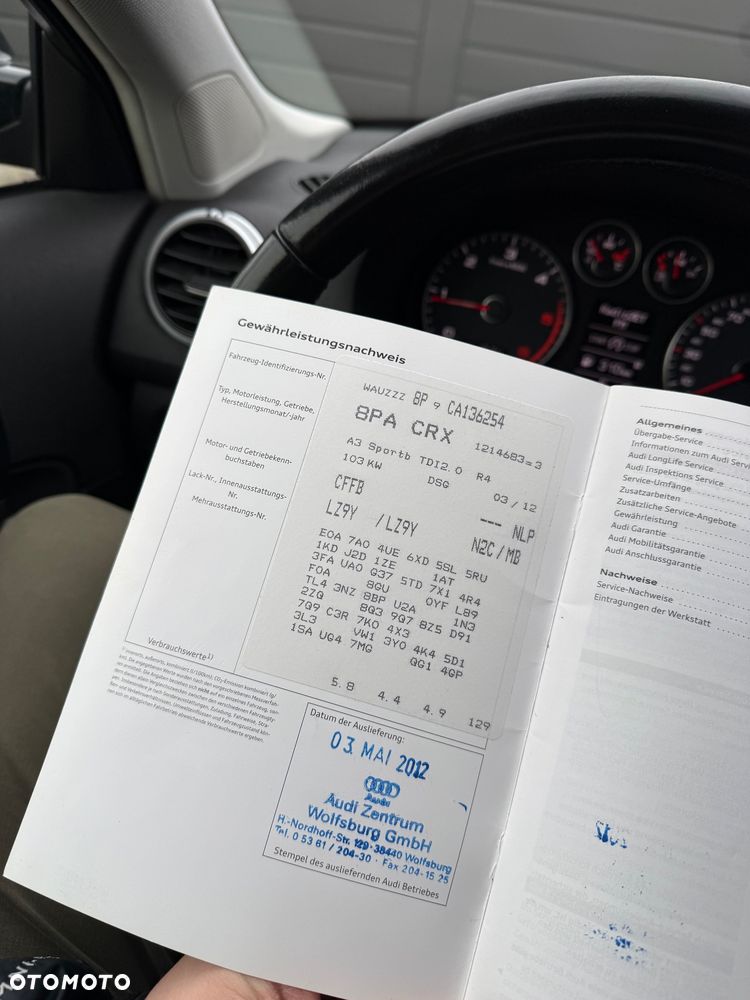 Gewährleistungsnachweis
Fahrzeug-Identifizierungs-Nr.
Typ, Motorleistung, Getriebe,
Herstellungsmonat/-jahr
Motor- und Getriebekenn-
buchstaben
Lack-Nr., Innenausstattungs-
Nr.
Mehrausstattungs-Nr.
Verbrauchswerte¹⁾
WAUZZZ 8P 9 CA136254
8PA CRX 1214683=3
A3 Sportb TDI2.0 R4
103 KW DSG 03/12
CFFB --- NLP
LZ9Y /LZ9Y N2C/MB
E0A 7A0 4UE 6XD 5SL 5RU
1KD J2D 1ZE 1AT
3FA UA0 G37 5TD 7X1 4R4
F0A 8GU 0YF L89
TL4 3NZ 8BP U2A 1N3
2ZQ 8Q3 9Q7 8Z5 D91
7Q9 C3R 7K0 4X3
3L3 VW1 3Y0 4K4 5D1
1SA UG4 7MG QG1 4GP
5.8 4.4 4.9 129
Datum der Auslieferung:
03. MAI 2012
Audi
Audi Zentrum
Wolfsburg GmbH
H.-Nordhoff-Str. 129 · 38440 Wolfsburg
Tel. 0 53 61 / 204-30 · Fax 204-15 25
Stempel des ausliefernden Audi Betriebes
Allgemeines
Übergabe-Service
Informationen zum Audi Serv
Audi LongLife Service
Audi Inspektions Service
Service-Umfänge
Zusatzarbeiten
Zusätzliche Service-Angebote
Gewährleistung
Audi Garantie
Audi Mobilitätsgarantie
Audi Anschlussgarantie
Nachweise
Service-Nachweise
Eintragungen der Werkstatt
OTOMOTO